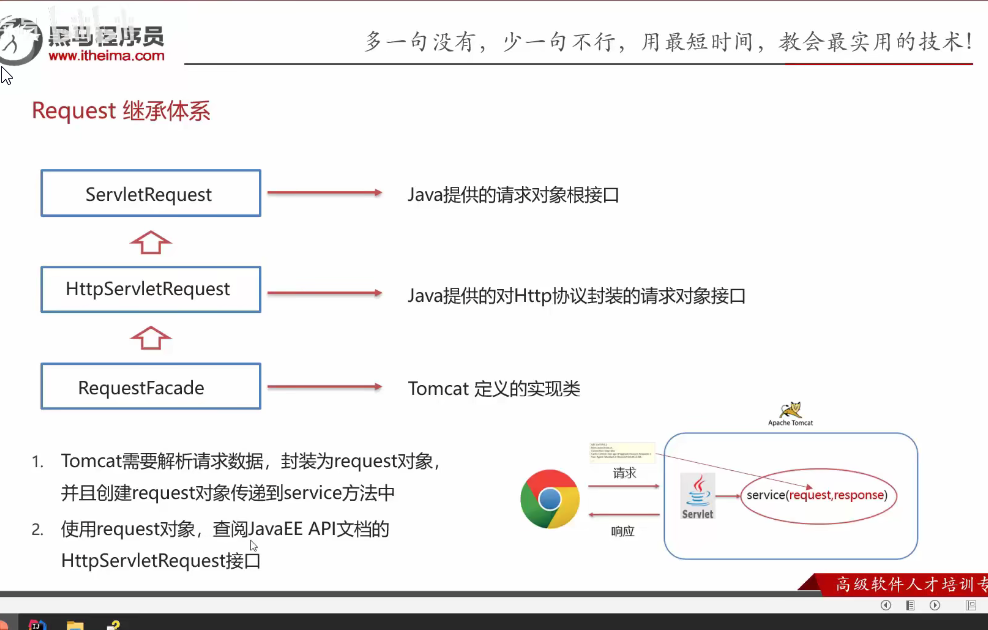 黑马程序员
www.itheima.com
多一句没有，少一句不行，用最短时间，教会最实用的技术！
Request 继承体系
ServletRequest
Java提供的请求对象根接口
HttpServletRequest
Java提供的对Http协议封装的请求对象接口
RequestFacade
Tomcat 定义的实现类
1. Tomcat需要解析请求数据，封装为request对象，
并且创建request对象传递到service方法中
2. 使用request对象，查阅JavaEE API文档的
HttpServletRequest接口
Apache Tomcat
请求
响应
Servlet
service(request,response)
高级软件人才培训专